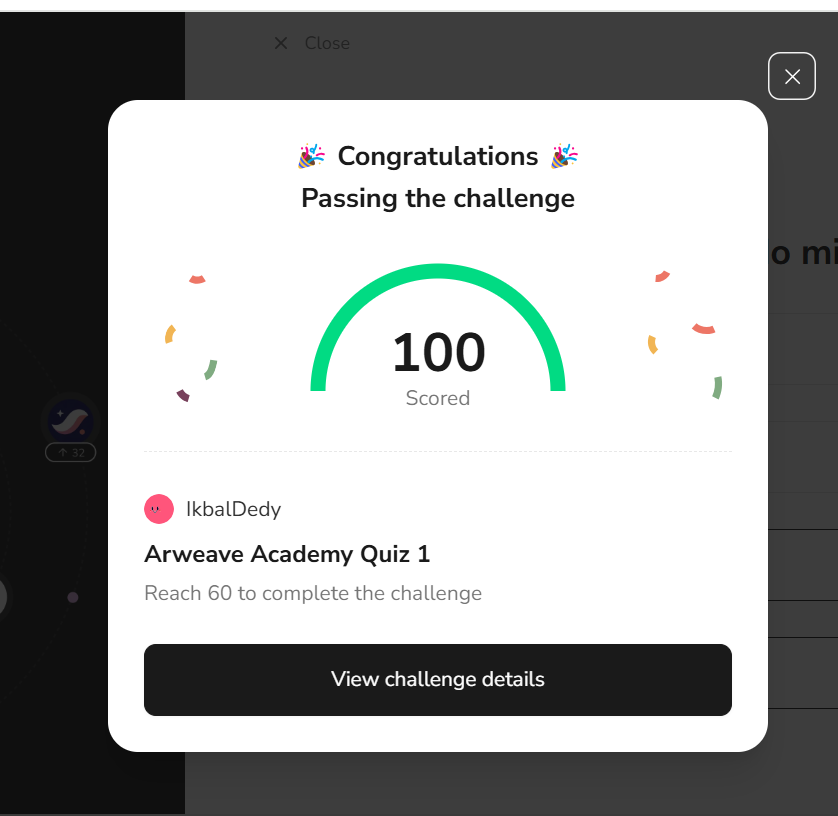 Close
🎉 Congratulations 🎉
Passing the challenge
o mi
100
Scored
32
IkbalDedy
Arweave Academy Quiz 1
Reach 60 to complete the challenge
View challenge details